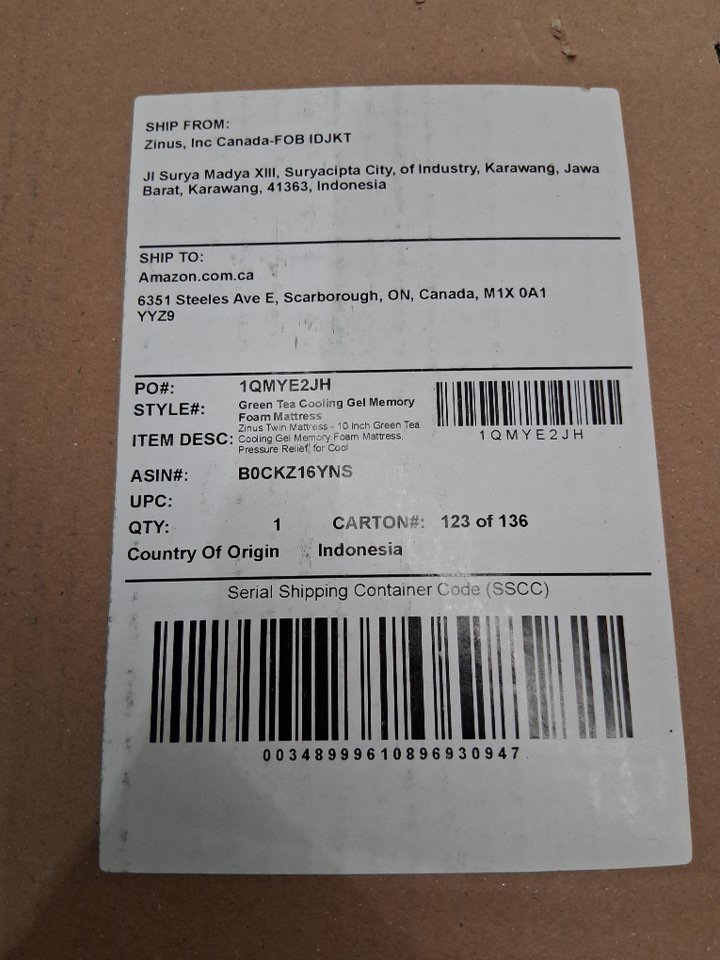 SHIP FROM:
Zinus, Inc Canada-FOB IDJKT
Jl Surya Madya XIII, Suryacipta City, of Industry, Karawang, Jawa
Barat, Karawang, 41363, Indonesia
SHIP TO:
Amazon.com.ca
6351 Steeles Ave E, Scarborough, ON, Canada, M1X 0A1
YYZ9
PO#: 1QMYE2JH
STYLE#: Green Tea Cooling Gel Memory
Foam Mattress
1QMYE2JH
ITEM DESC: Zinus Twin Mattress - 10 Inch Green Tea
Cooling Gel Memory Foam Mattress,
Pressure Relief, for Cool
ASIN#: B0CKZ16YNS
UPC:
QTY: 1 CARTON#: 123 of 136
Country Of Origin Indonesia
Serial Shipping Container Code (SSCC)
00348999610896930947